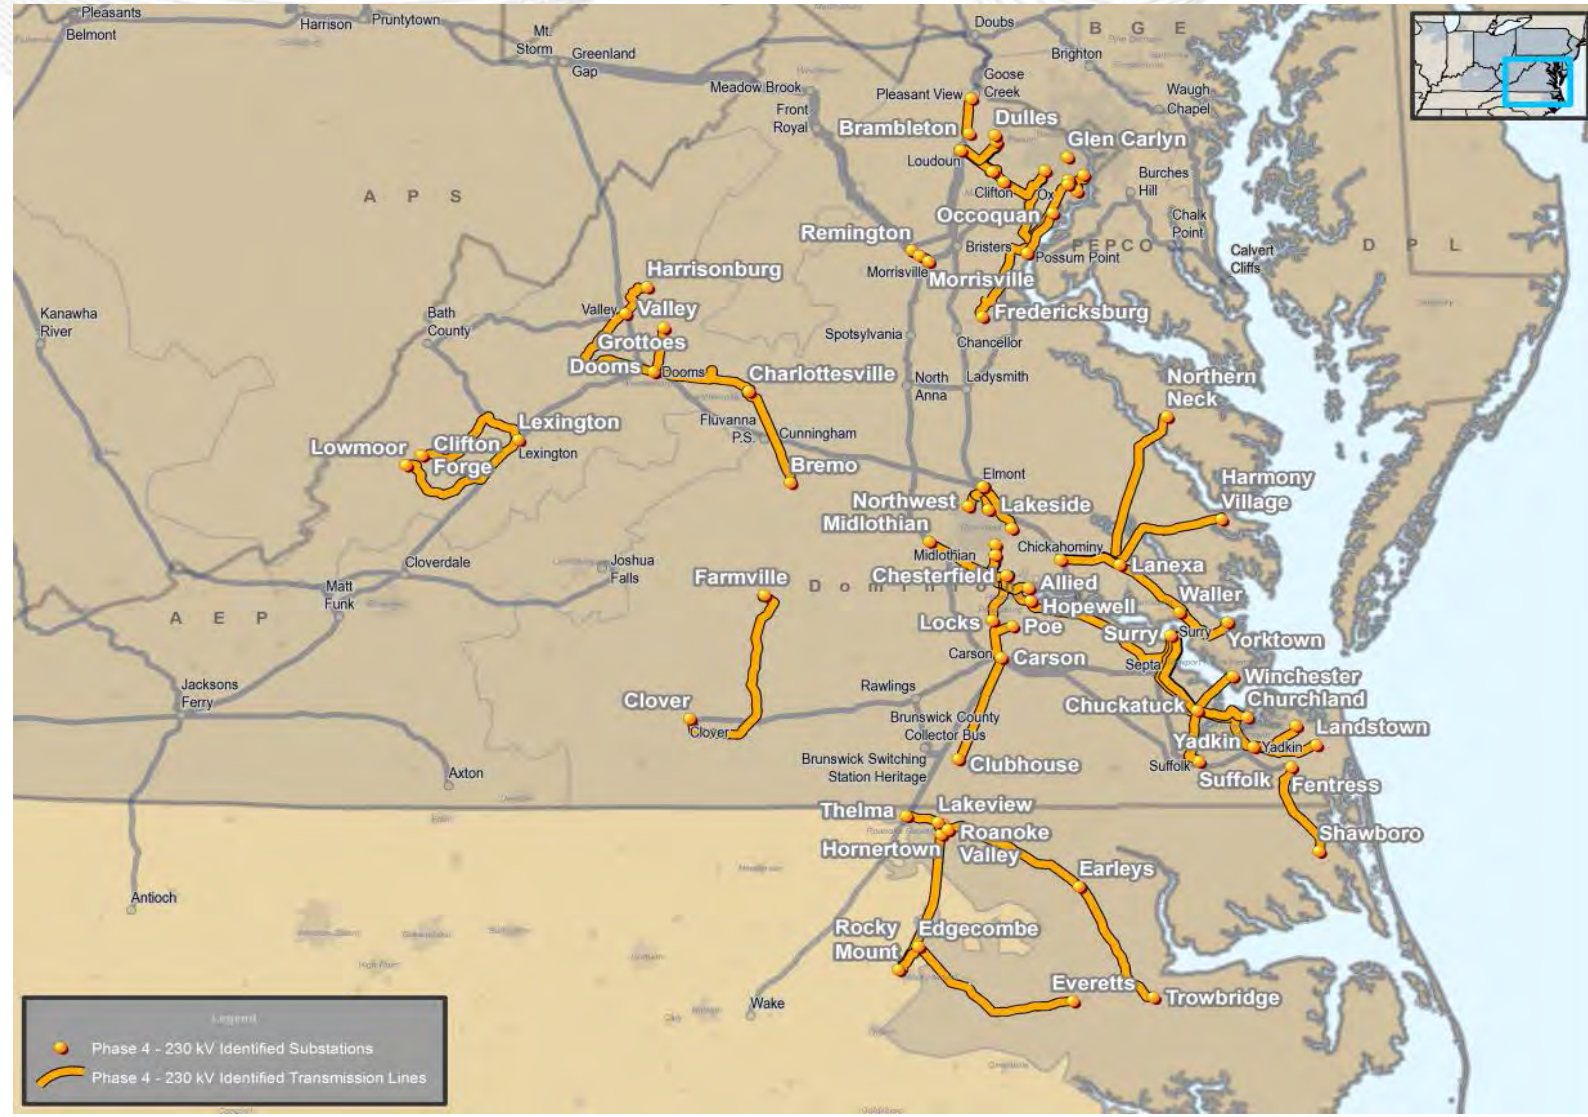 Pleasants
Belmont
Harrison
Pruntytown
Mt.
Storm
Greenland
Gap
Doubs
B G E
Brighton
Meadow Brook
Front
Royal
Goose
Creek
Pleasant View
Waugh
Chapel
Brambleton
Dulles
Glen Carlyn
Loudoun
Clifton
Ox
Burches
Hill
A P S
Occoquan
Chalk
Point
Remington
Bristers
PEPCO
Possum Point
Calvert
Cliffs
D P L
Morrisville
Morrisville
Harrisonburg
Valley
Valley
Fredericksburg
Kanawha
River
Bath
County
Spotsylvania
Chancellor
Grottoes
Dooms
Dooms
Charlottesville
North
Anna
Ladysmith
Northern
Neck
Lexington
Lexington
Fluvanna
P.S.
Cunningham
Lowmoor
Clifton
Forge
Bremo
Elmont
Harmony
Village
Northwest
Lakeside
Midlothian
Midlothian
Chickahominy
Lanexa
Cloverdale
Joshua
Falls
Matt
Funk
Farmville
Dominio
Chesterfield
Allied
Waller
Hopewell
A E P
Locks
Poe
Surry
Surry
Yorktown
Carson
Carson
Septa
Winchester
Jacksons
Ferry
Rawlings
Clover
Clover
Brunswick County
Collector Bus
Chuckatuck
Churchland
Landstown
Yadkin
Yadkin
Axton
Brunswick Switching
Station Heritage
Clubhouse
Suffolk
Suffolk
Fentress
Thelma
Lakeview
Roanoke
Valley
Hornertown
Shawboro
Earleys
Antioch
Rocky
Mount
Edgecombe
Everetts
Trowbridge
Wake
Legend
Phase 4 - 230 kV Identified Substations
Phase 4 - 230 kV Identified Transmission Lines